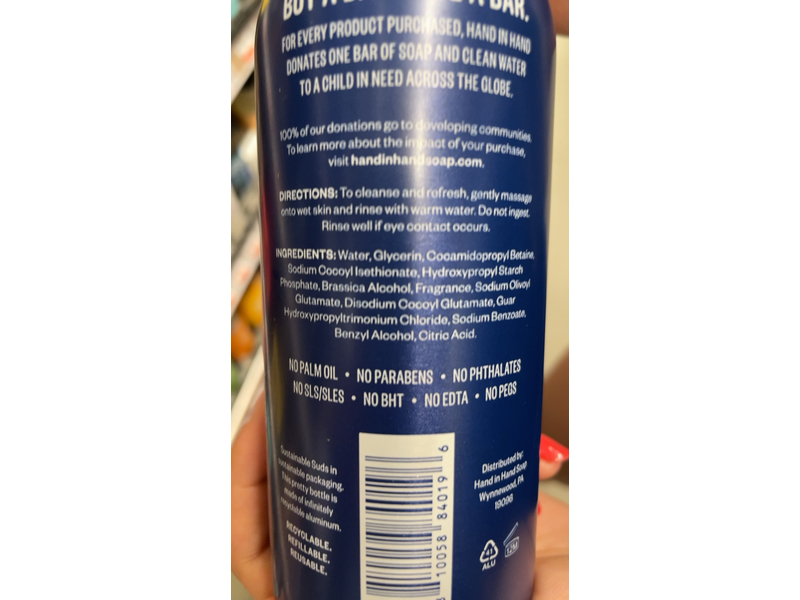 A BAR.
FOR EVERY PRODUCT PURCHASED, HAND IN HAND
DONATES ONE BAR OF SOAP AND CLEAN WATER
TO A CHILD IN NEED ACROSS THE GLOBE.
100% of our donations go to developing communities.
To learn more about the impact of your purchase,
visit handinhandsoap.com.
DIRECTIONS: To cleanse and refresh, gently massage
onto wet skin and rinse with warm water. Do not ingest.
Rinse well if eye contact occurs.
INGREDIENTS: Water, Glycerin, Cocamidopropyl Betaine,
Sodium Cocoyl Isethionate, Hydroxypropyl Starch
Phosphate, Brassica Alcohol, Fragrance, Sodium Olivoyl
Glutamate, Disodium Cocoyl Glutamate, Guar
Hydroxypropyltrimonium Chloride, Sodium Benzoate,
Benzyl Alcohol, Citric Acid.
NO PALM OIL • NO PARABENS • NO PHTHALATES
NO SLS/SLES • NO BHT • NO EDTA • NO PEGS
Sustainable Suds in
sustainable packaging.
This pretty bottle is
made of infinitely
recyclable aluminum.
RECYCLABLE.
REFILLABLE.
REUSABLE.
10058 84019 6
Distributed by:
Hand in Hand Soap
Wynnewood, PA
19096
41
ALU
12M